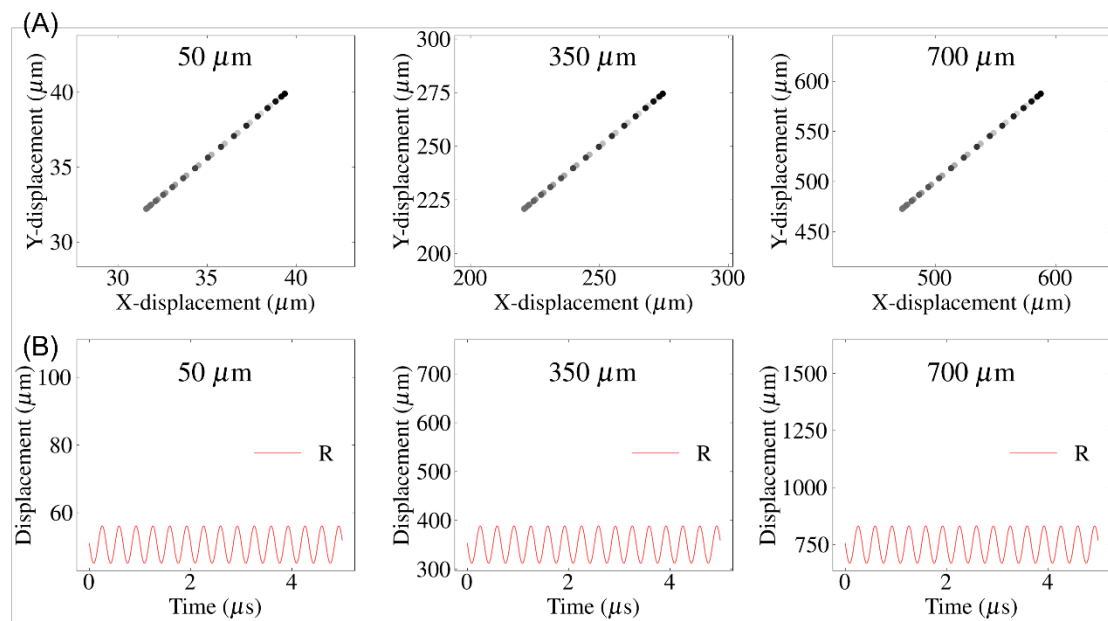 (A)
50 μm
350 μm
700 μm
Y-displacement (μm)
40
35
30
30
35
40
X-displacement (μm)
Y-displacement (μm)
300
275
250
225
200
200
250
300
X-displacement (μm)
Y-displacement (μm)
600
550
500
450
500
600
X-displacement (μm)
(B)
50 μm
350 μm
700 μm
Displacement (μm)
100
80
60
R
0
2
4
Time (μs)
Displacement (μm)
700
600
500
400
300
R
0
2
4
Time (μs)
Displacement (μm)
1500
1250
1000
750
R
0
2
4
Time (μs)